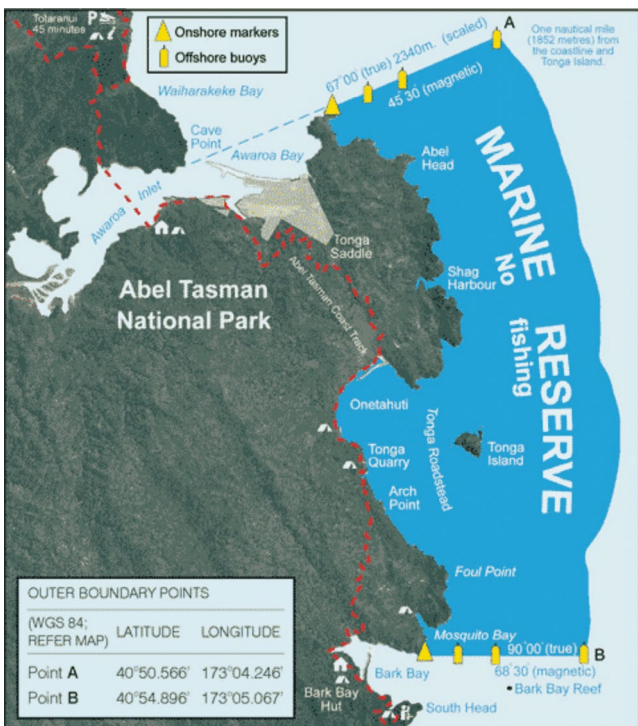 Totaranui
45 minutes
P
Onshore markers
Offshore buoys
A
One nautical mile
(1852 metres) from
the coastline and
Tonga Island.
67°00' (true) 2340m. (scaled)
45°30' (magnetic)
Waiharakeke Bay
Cave
Point
Awaroa Bay
Abel
Head
Awaroa Inlet
Tonga
Saddle
Shag
Harbour
MARINE
No
RESERVE
fishing
Abel Tasman
National Park
Abel Tasman Coast Track
Onetahuti
Tonga Roadstead
Tonga
Island
Tonga
Quarry
Arch
Point
Foul Point
Mosquito Bay
90°00' (true)
B
68°30' (magnetic)
Bark Bay
Bark Bay Reef
Bark Bay
Hut
South Head
OUTER BOUNDARY POINTS
(WGS 84; REFER MAP) LATITUDE LONGITUDE
Point A 40°50.566' 173°04.246'
Point B 40°54.896' 173°05.067'